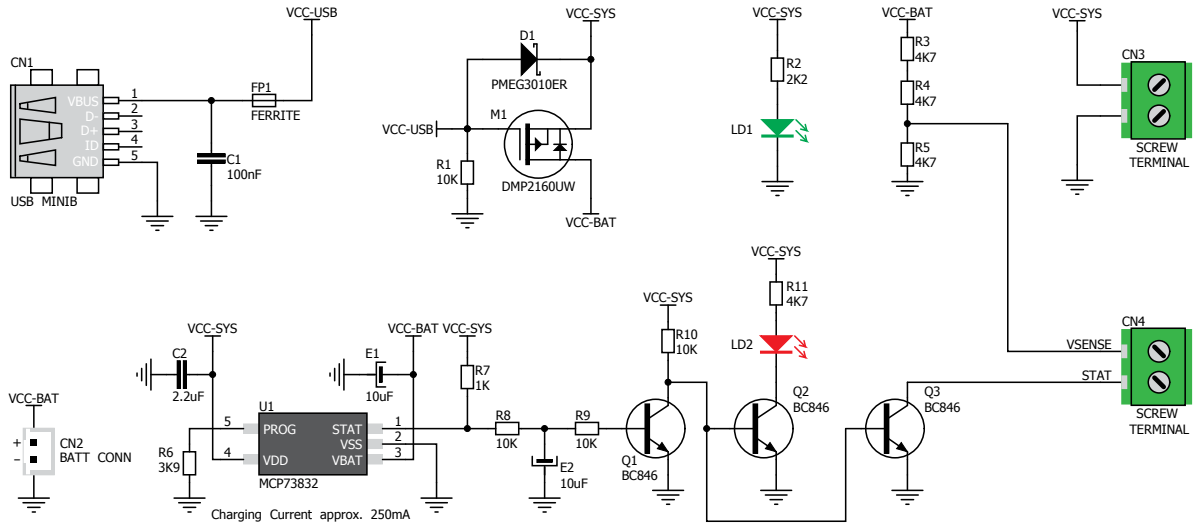 VCC-USB
CN1
VBUS 1
D- 2
D+ 3
ID 4
GND 5
USB MINIB
FP1
FERRITE
C1
100nF
VCC-SYS
D1
PMEG3010ER
M1
VCC-USB
R1
10K
DMP2160UW
VCC-BAT
VCC-SYS
R2
2K2
LD1
VCC-BAT
R3
4K7
R4
4K7
R5
4K7
VCC-SYS
CN3
SCREW
TERMINAL
VCC-BAT
CN2
BATT CONN
+
-
VCC-SYS
C2
2.2uF
R6
3K9
U1
5 PROG
4 VDD
STAT 1
VSS 2
VBAT 3
MCP73832
Charging Current approx. 250mA
VCC-BAT
E1
10uF
VCC-SYS
R7
1K
R8
10K
E2
10uF
R9
10K
VCC-SYS
R10
10K
Q1
BC846
VCC-SYS
R11
4K7
LD2
Q2
BC846
Q3
BC846
CN4
VSENSE
STAT
SCREW
TERMINAL